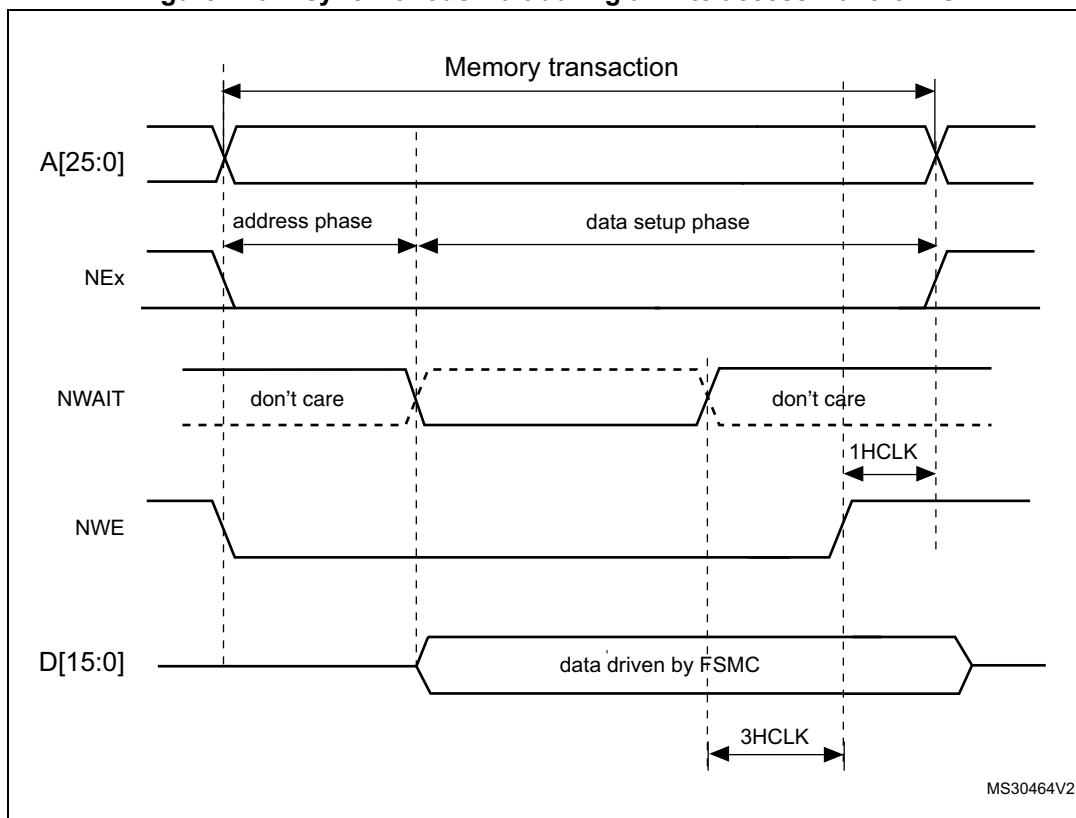 Memory transaction
A[25:0]
address phase
data setup phase
NEx
NWAIT
don't care
don't care
1HCLK
NWE
D[15:0]
data driven by FSMC
3HCLK
MS30464V2